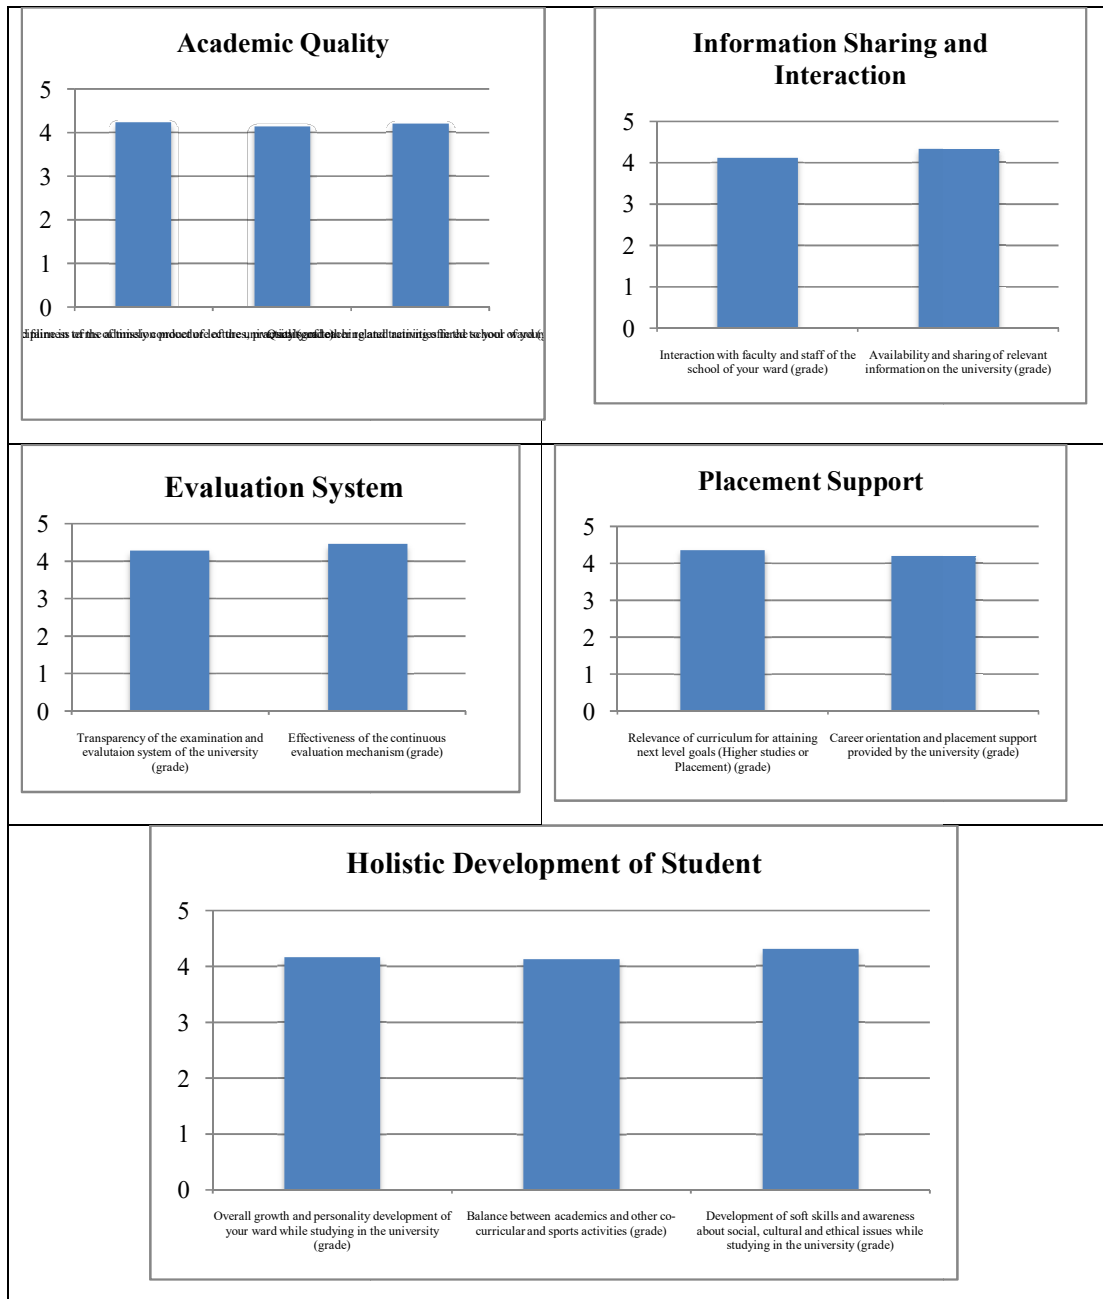 Academic Quality
5
4
3
2
1
0
Information Sharing and
Interaction
5
4
3
2
1
0
Interaction with faculty and staff of the
school of your ward (grade)
Availability and sharing of relevant
information on the university (grade)
Evaluation System
5
4
3
2
1
0
Transparency of the examination and
evalutaion system of the university
(grade)
Effectiveness of the continuous
evaluation mechanism (grade)
Placement Support
5
4
3
2
1
0
Relevance of curriculum for attaining
next level goals (Higher studies or
Placement) (grade)
Career orientation and placement support
provided by the university (grade)
Holistic Development of Student
5
4
3
2
1
0
Overall growth and personality development of
your ward while studying in the university
(grade)
Balance between academics and other co-
curricular and sports activities (grade)
Development of soft skills and awareness
about social, cultural and ethical issues while
studying in the university (grade)